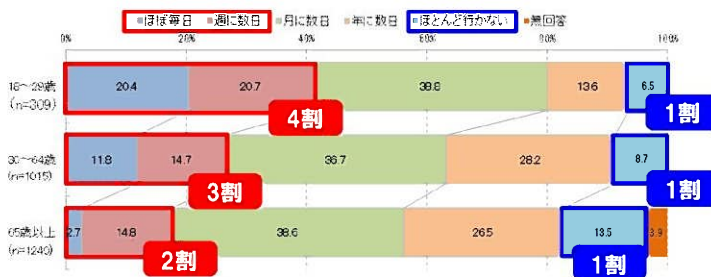 ほぼ毎日 週に数日 月に数日 年に数日 ほとんど行かない 無回答
0% 20% 40% 60% 80% 100%
18～29歳 20.4 20.7 38.8 13.6 6.5
(n=309)
4割 1割
30～64歳 11.8 14.7 36.7 28.2 8.7
(n=1015)
3割 1割
65歳以上 2.7 14.8 38.6 26.5 13.5 3.9
(n=1240)
2割 1割